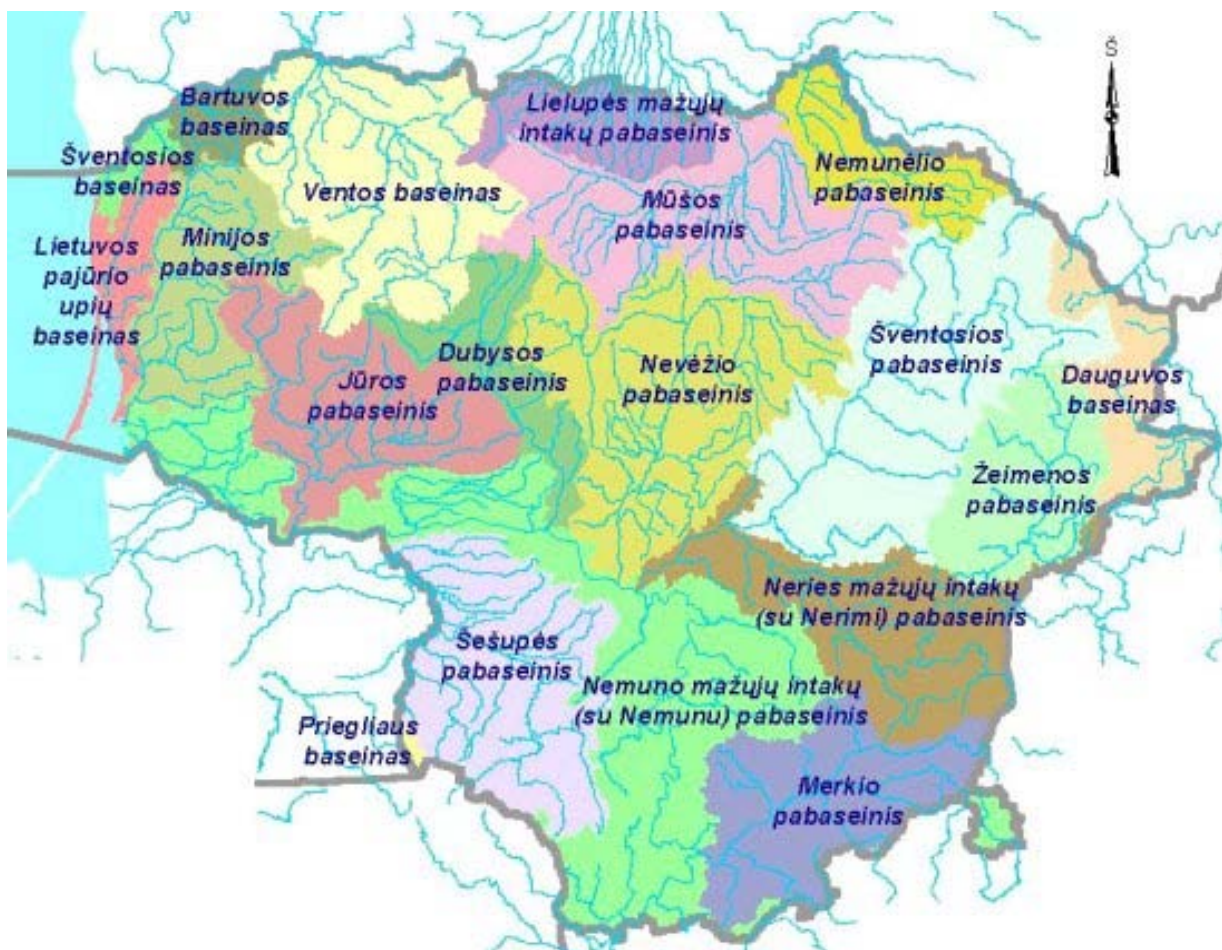 Š
Bartuvos
baseinas
Lielupės mažųjų
intakų pabaseinis
Šventosios
baseinas
Ventos baseinas
Nemunėlio
pabaseinis
Mūšos
pabaseinis
Minijos
pabaseinis
Lietuvos
pajūrio
upių
baseinas
Dubysos
pabaseinis
Nevėžio
pabaseinis
Šventosios
pabaseinis
Jūros
pabaseinis
Dauguvos
baseinas
Žeimenos
pabaseinis
Neries mažųjų intakų
(su Nerimi) pabaseinis
Šešupės
pabaseinis
Nemuno mažųjų intakų
(su Nemunu) pabaseinis
Priegliaus
baseinas
Merkio
pabaseinis